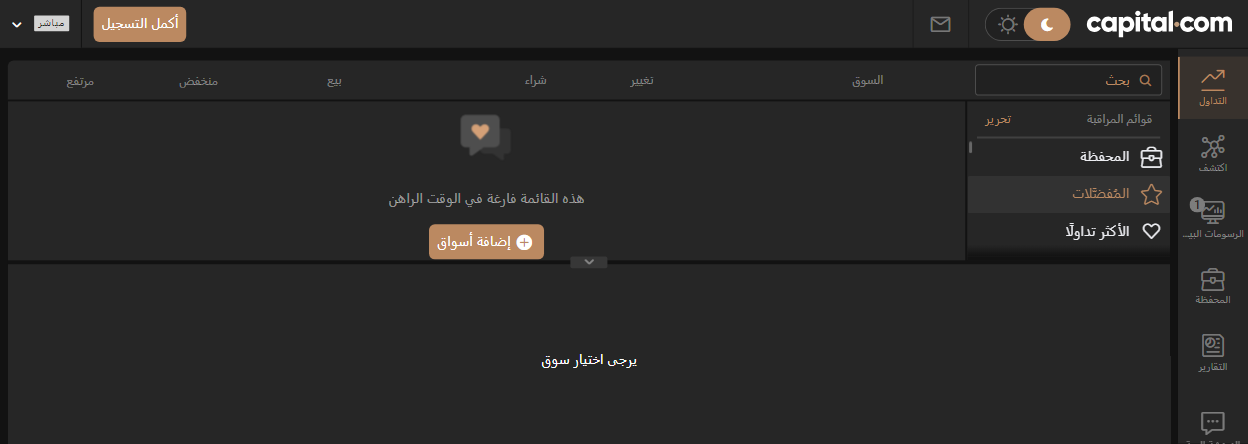 capital.com
أكمل التسجيل
مباشر
بحث
السوق
تغيير
شراء
بيع
منخفض
مرتفع
قوائم المراقبة
تحرير
المحفظة
المُفضَّلات
الأكثر تداولًا
هذه القائمة فارغة في الوقت الراهن
إضافة أسواق
يرجى اختيار سوق
التداول
اكتشف
1
الرسومات البيـ...
المحفظة
التقارير